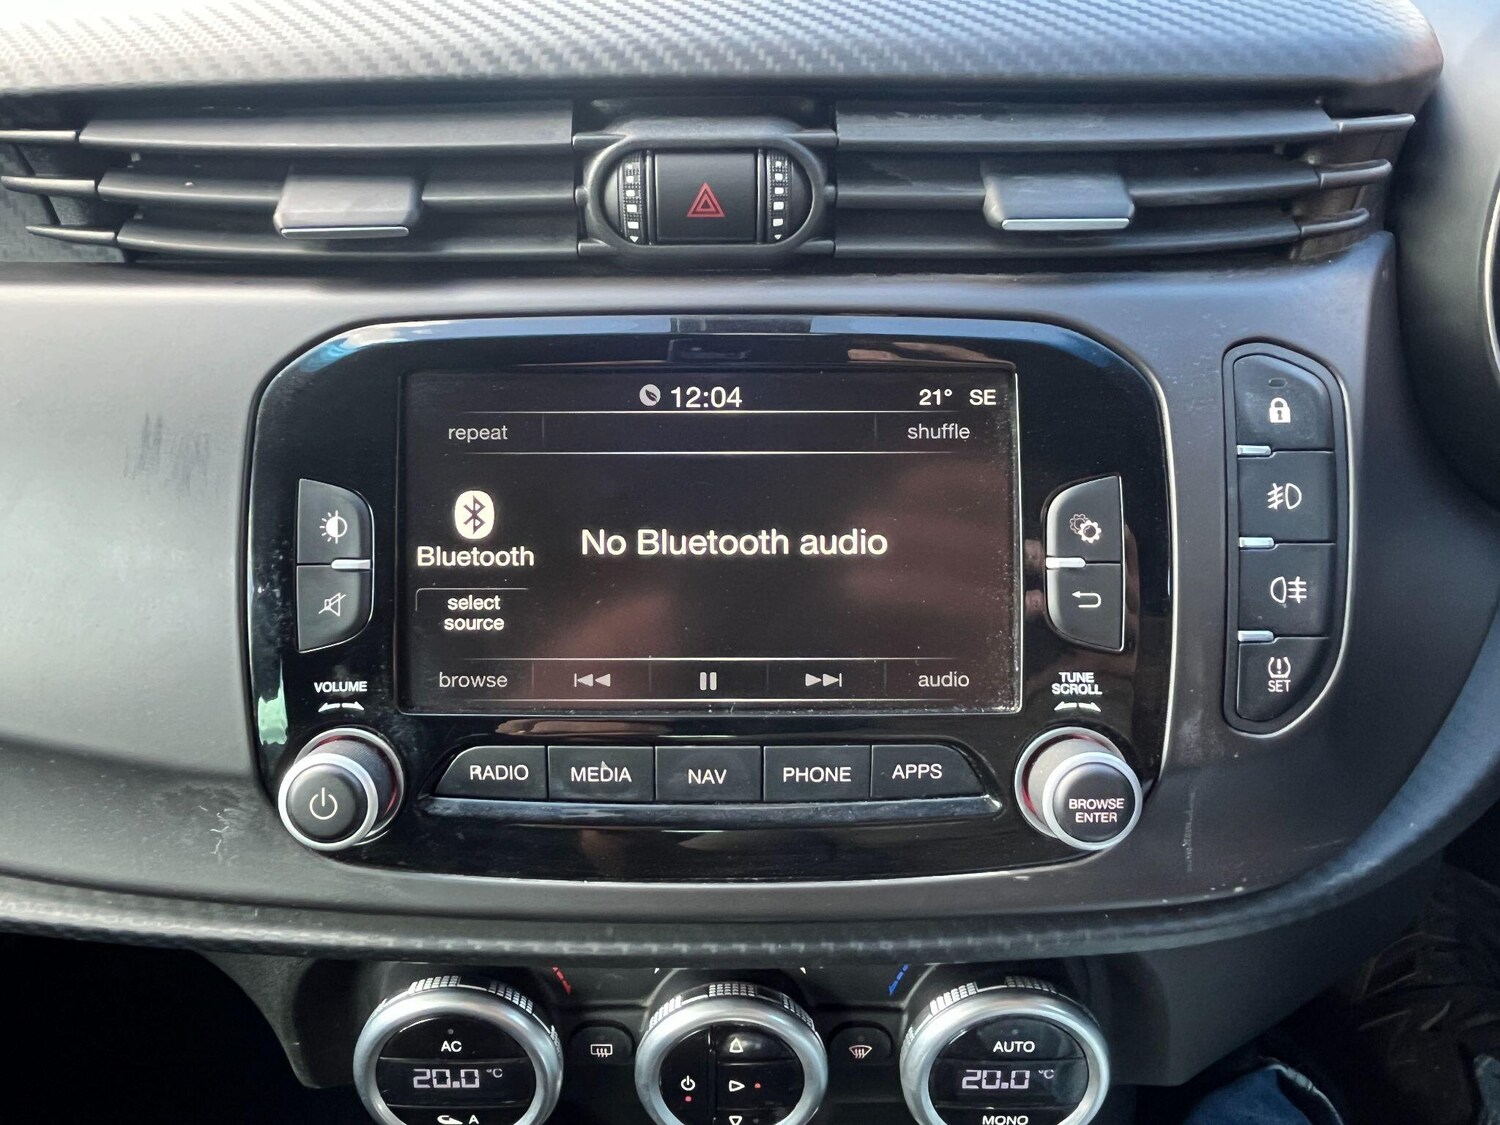 12:04
21° SE
repeat
shuffle
Bluetooth
No Bluetooth audio
select
source
browse
audio
VOLUME
TUNE
SCROLL
SET
RADIO
MEDIA
NAV
PHONE
APPS
BROWSE
ENTER
AC
20.0 °C
A
AUTO
20.0 °C
MONO